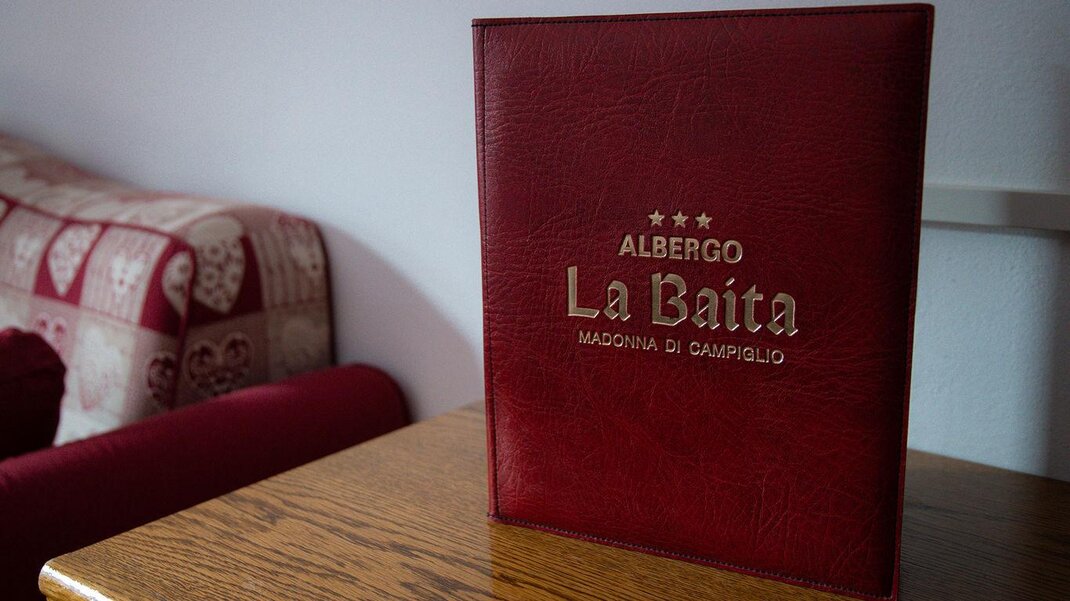 ★★★
ALBERGO
La Baita
MADONNA DI CAMPIGLIO